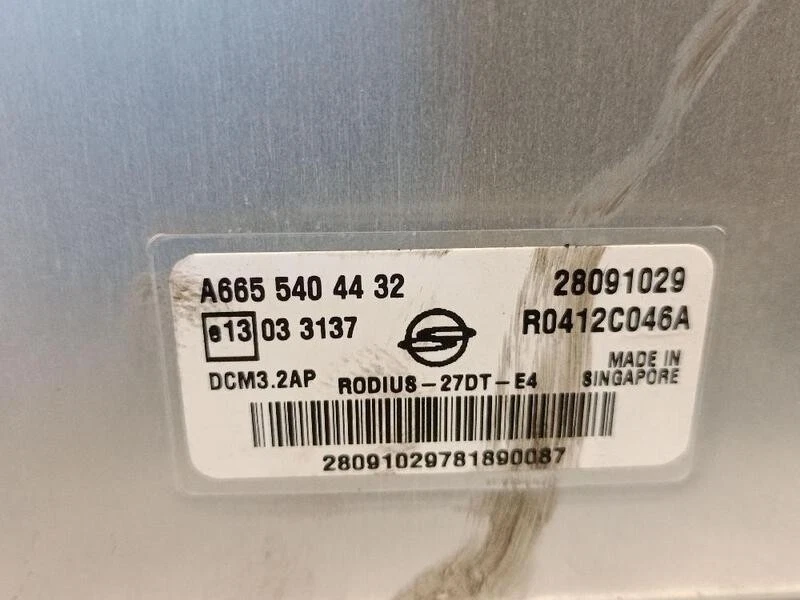 A665 540 44 32 28091029
e13 03 3137 R0412C046A
DCM3.2AP RODIUS-27DT-E4 MADE IN SINGAPORE
28091029781890087